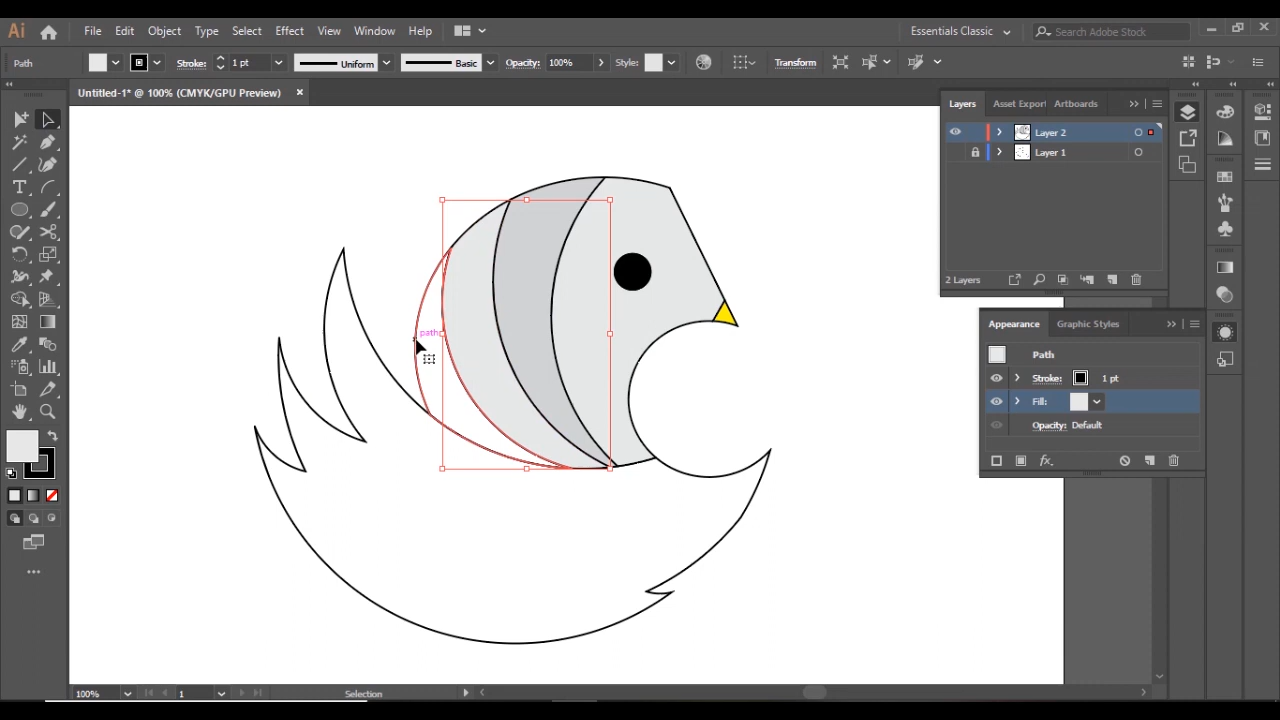 Ai File Edit Object Type Select Effect View Window Help Essentials Classic Search Adobe Stock
Path Stroke: 1 pt Uniform Basic Opacity: 100% Style: Transform
Untitled-1* @ 100% (CMYK/GPU Preview)
Layers Asset Export Artboards
Layer 2
Layer 1
2 Layers
path
Appearance Graphic Styles
Path
Stroke: 1 pt
Fill:
Opacity: Default
fx
100% 1 Selection